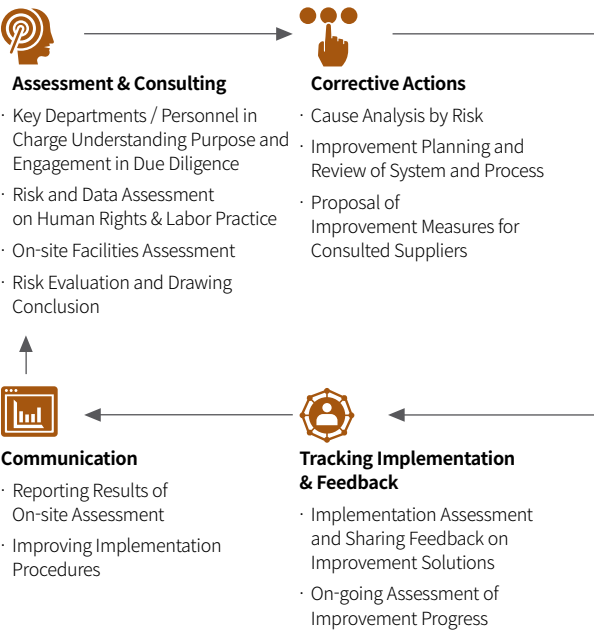 Assessment & Consulting
· Key Departments / Personnel in
Charge Understanding Purpose and
Engagement in Due Diligence
· Risk and Data Assessment
on Human Rights & Labor Practice
· On-site Facilities Assessment
· Risk Evaluation and Drawing
Conclusion
Corrective Actions
· Cause Analysis by Risk
· Improvement Planning and
Review of System and Process
· Proposal of
Improvement Measures for
Consulted Suppliers
Communication
· Reporting Results of
On-site Assessment
· Improving Implementation
Procedures
Tracking Implementation
& Feedback
· Implementation Assessment
and Sharing Feedback on
Improvement Solutions
· On-going Assessment of
Improvement Progress